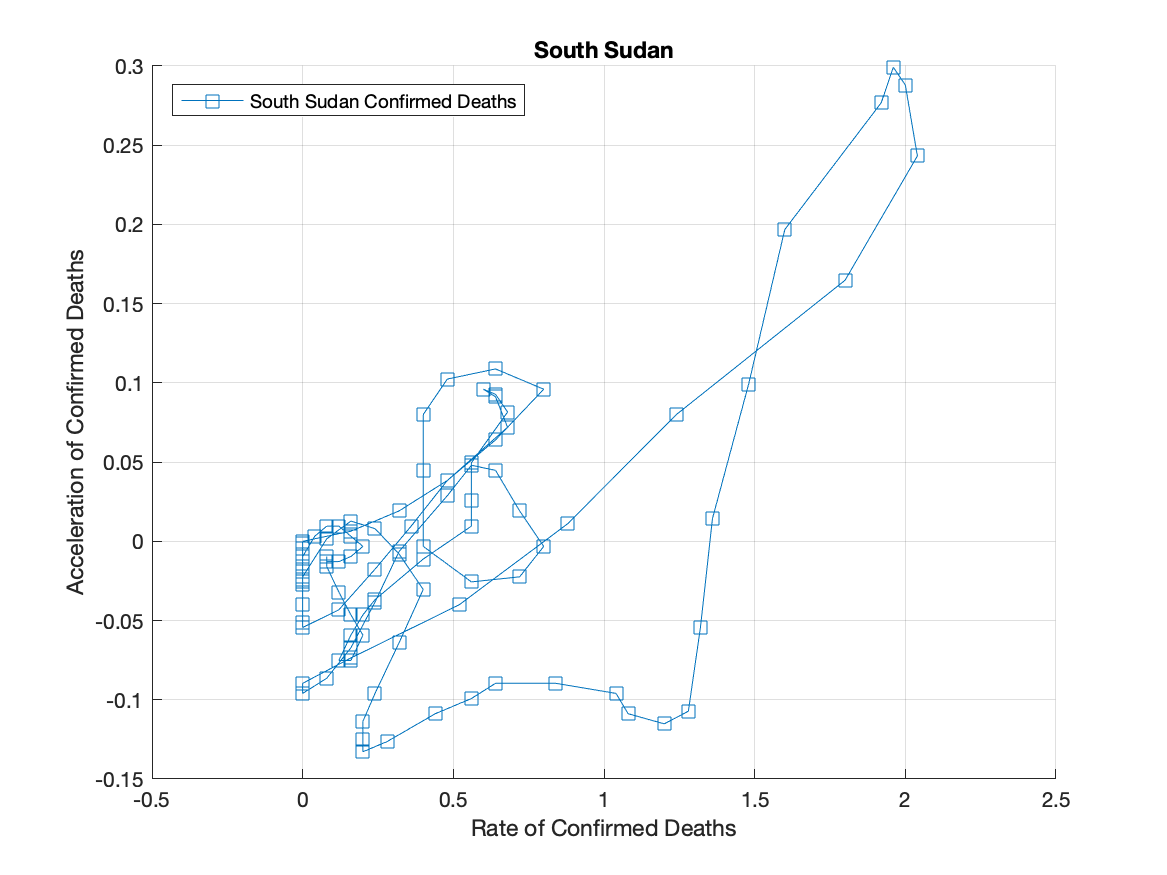 South Sudan
South Sudan Confirmed Deaths
0.3
0.25
0.2
0.15
0.1
0.05
0
-0.05
-0.1
-0.15
Acceleration of Confirmed Deaths
-0.5 0 0.5 1 1.5 2 2.5
Rate of Confirmed Deaths